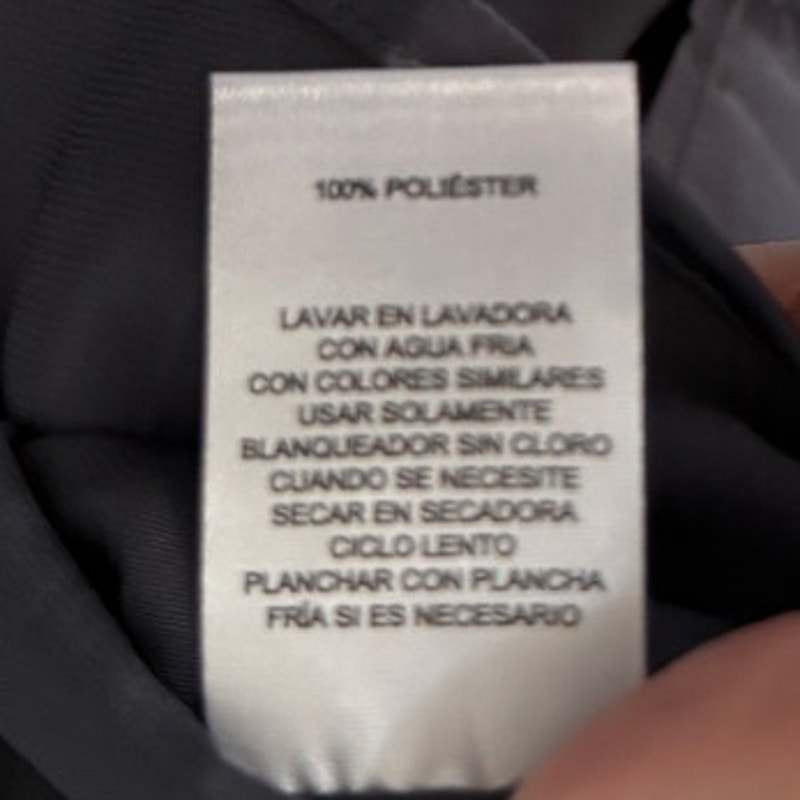 100% POLIÉSTER
LAVAR EN LAVADORA
CON AGUA FRIA
CON COLORES SIMILARES
USAR SOLAMENTE
BLANQUEADOR SIN CLORO
CUANDO SE NECESITE
SECAR EN SECADORA
CICLO LENTO
PLANCHAR CON PLANCHA
FRÍA SI ES NECESARIO